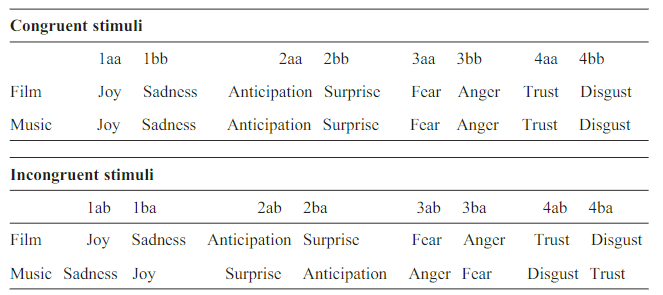 Congruent stimuli
1aa 1bb 2aa 2bb 3aa 3bb 4aa 4bb
Film Joy Sadness Anticipation Surprise Fear Anger Trust Disgust
Music Joy Sadness Anticipation Surprise Fear Anger Trust Disgust
Incongruent stimuli
1ab 1ba 2ab 2ba 3ab 3ba 4ab 4ba
Film Joy Sadness Anticipation Surprise Fear Anger Trust Disgust
Music Sadness Joy Surprise Anticipation Anger Fear Disgust Trust